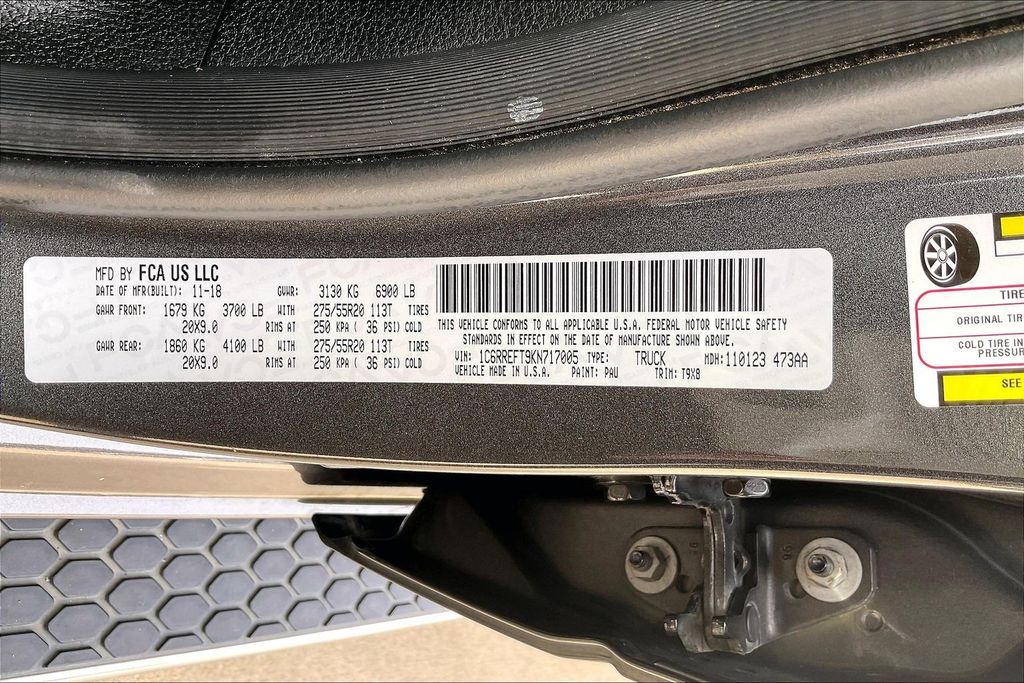 MFD BY FCA US LLC
DATE OF MFR(BUILT): 11-18 GVWR: 3130 KG 6900 LB
GAWR FRONT: 1679 KG 3700 LB WITH 275/55R20 113T TIRES
20X9.0 RIMS AT 250 KPA ( 36 PSI) COLD
GAWR REAR: 1860 KG 4100 LB WITH 275/55R20 113T TIRES
20X9.0 RIMS AT 250 KPA ( 36 PSI) COLD
THIS VEHICLE CONFORMS TO ALL APPLICABLE U.S.A. FEDERAL MOTOR VEHICLE SAFETY
STANDARDS IN EFFECT ON THE DATE OF MANUFACTURE SHOWN ABOVE.
VIN: 1C6RREFT9KN717005 TYPE: TRUCK MDH: 110123 473AA
VEHICLE MADE IN U.S.A. PAINT: PAU TRIM: T9X8
TIRE
ORIGINAL TIR
COLD TIRE IN
PRESSUR
SEE